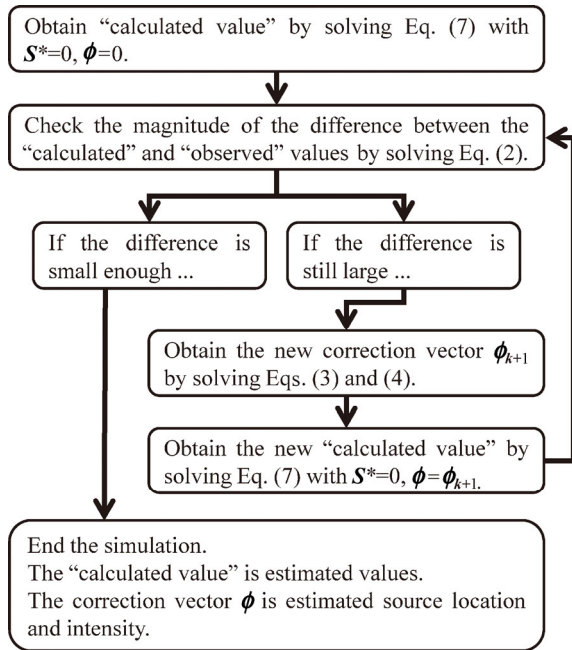 Obtain “calculated value” by solving Eq. (7) with
S*=0, ϕ=0.
Check the magnitude of the difference between the
“calculated” and “observed” values by solving Eq. (2).
If the difference is
small enough ...
If the difference is
still large ...
Obtain the new correction vector ϕk+1
by solving Eqs. (3) and (4).
Obtain the new “calculated value” by
solving Eq. (7) with S*=0, ϕ=ϕk+1.
End the simulation.
The “calculated value” is estimated values.
The correction vector ϕ is estimated source location
and intensity.